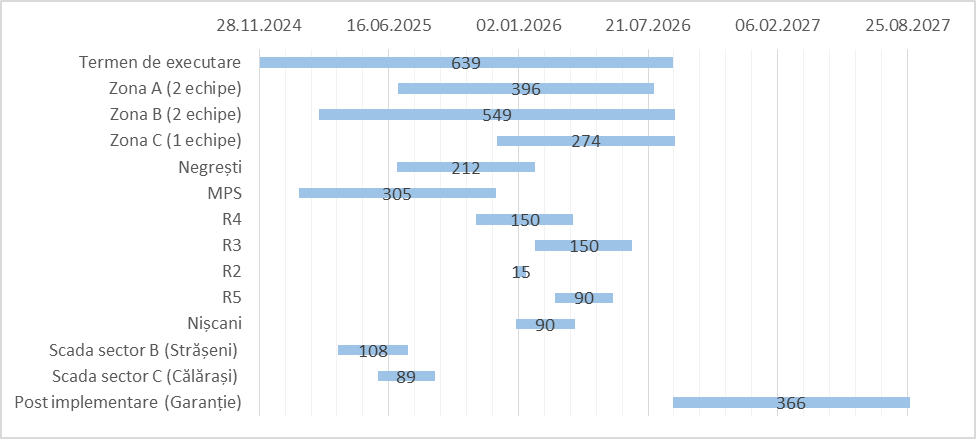 28.11.2024 16.06.2025 02.01.2026 21.07.2026 06.02.2027 25.08.2027
Termen de executare 639
Zona A (2 echipe) 396
Zona B (2 echipe) 549
Zona C (1 echipe) 274
Negrești 212
MPS 305
R4 150
R3 150
R2 15
R5 90
Nișcani 90
Scada sector B (Strășeni) 108
Scada sector C (Călărași) 89
Post implementare (Garanție) 366